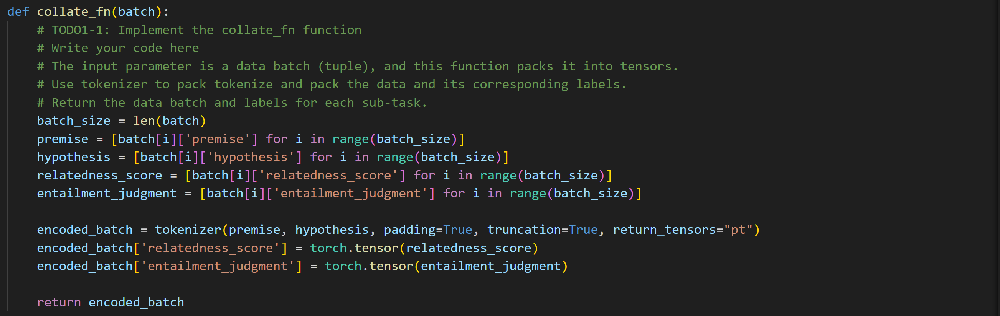 def collate_fn(batch):
    # TODO1-1: Implement the collate_fn function
    # Write your code here
    # The input parameter is a data batch (tuple), and this function packs it into tensors.
    # Use tokenizer to pack tokenize and pack the data and its corresponding labels.
    # Return the data batch and labels for each sub-task.
    batch_size = len(batch)
    premise = [batch[i]['premise'] for i in range(batch_size)]
    hypothesis = [batch[i]['hypothesis'] for i in range(batch_size)]
    relatedness_score = [batch[i]['relatedness_score'] for i in range(batch_size)]
    entailment_judgment = [batch[i]['entailment_judgment'] for i in range(batch_size)]

    encoded_batch = tokenizer(premise, hypothesis, padding=True, truncation=True, return_tensors="pt")
    encoded_batch['relatedness_score'] = torch.tensor(relatedness_score)
    encoded_batch['entailment_judgment'] = torch.tensor(entailment_judgment)

    return encoded_batch